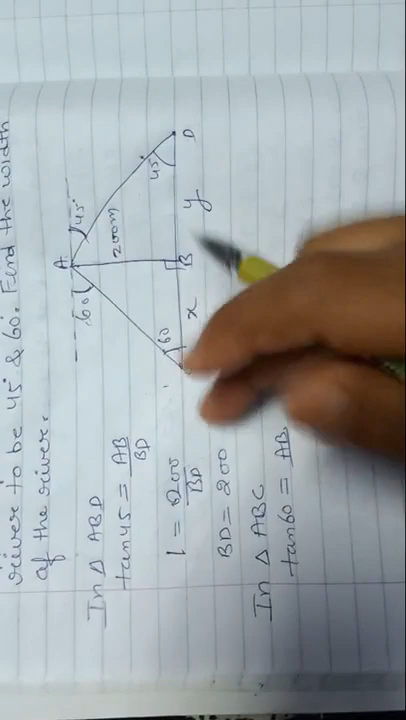 river to be 45° & 60°. Find the width
of the river.
A
60
45°
200m
60
45
B
D
x
y
In △ ABD
tan45 = AB/BD
1 = 200/BD
BD = 200
In △ ABC
tan60 = AB